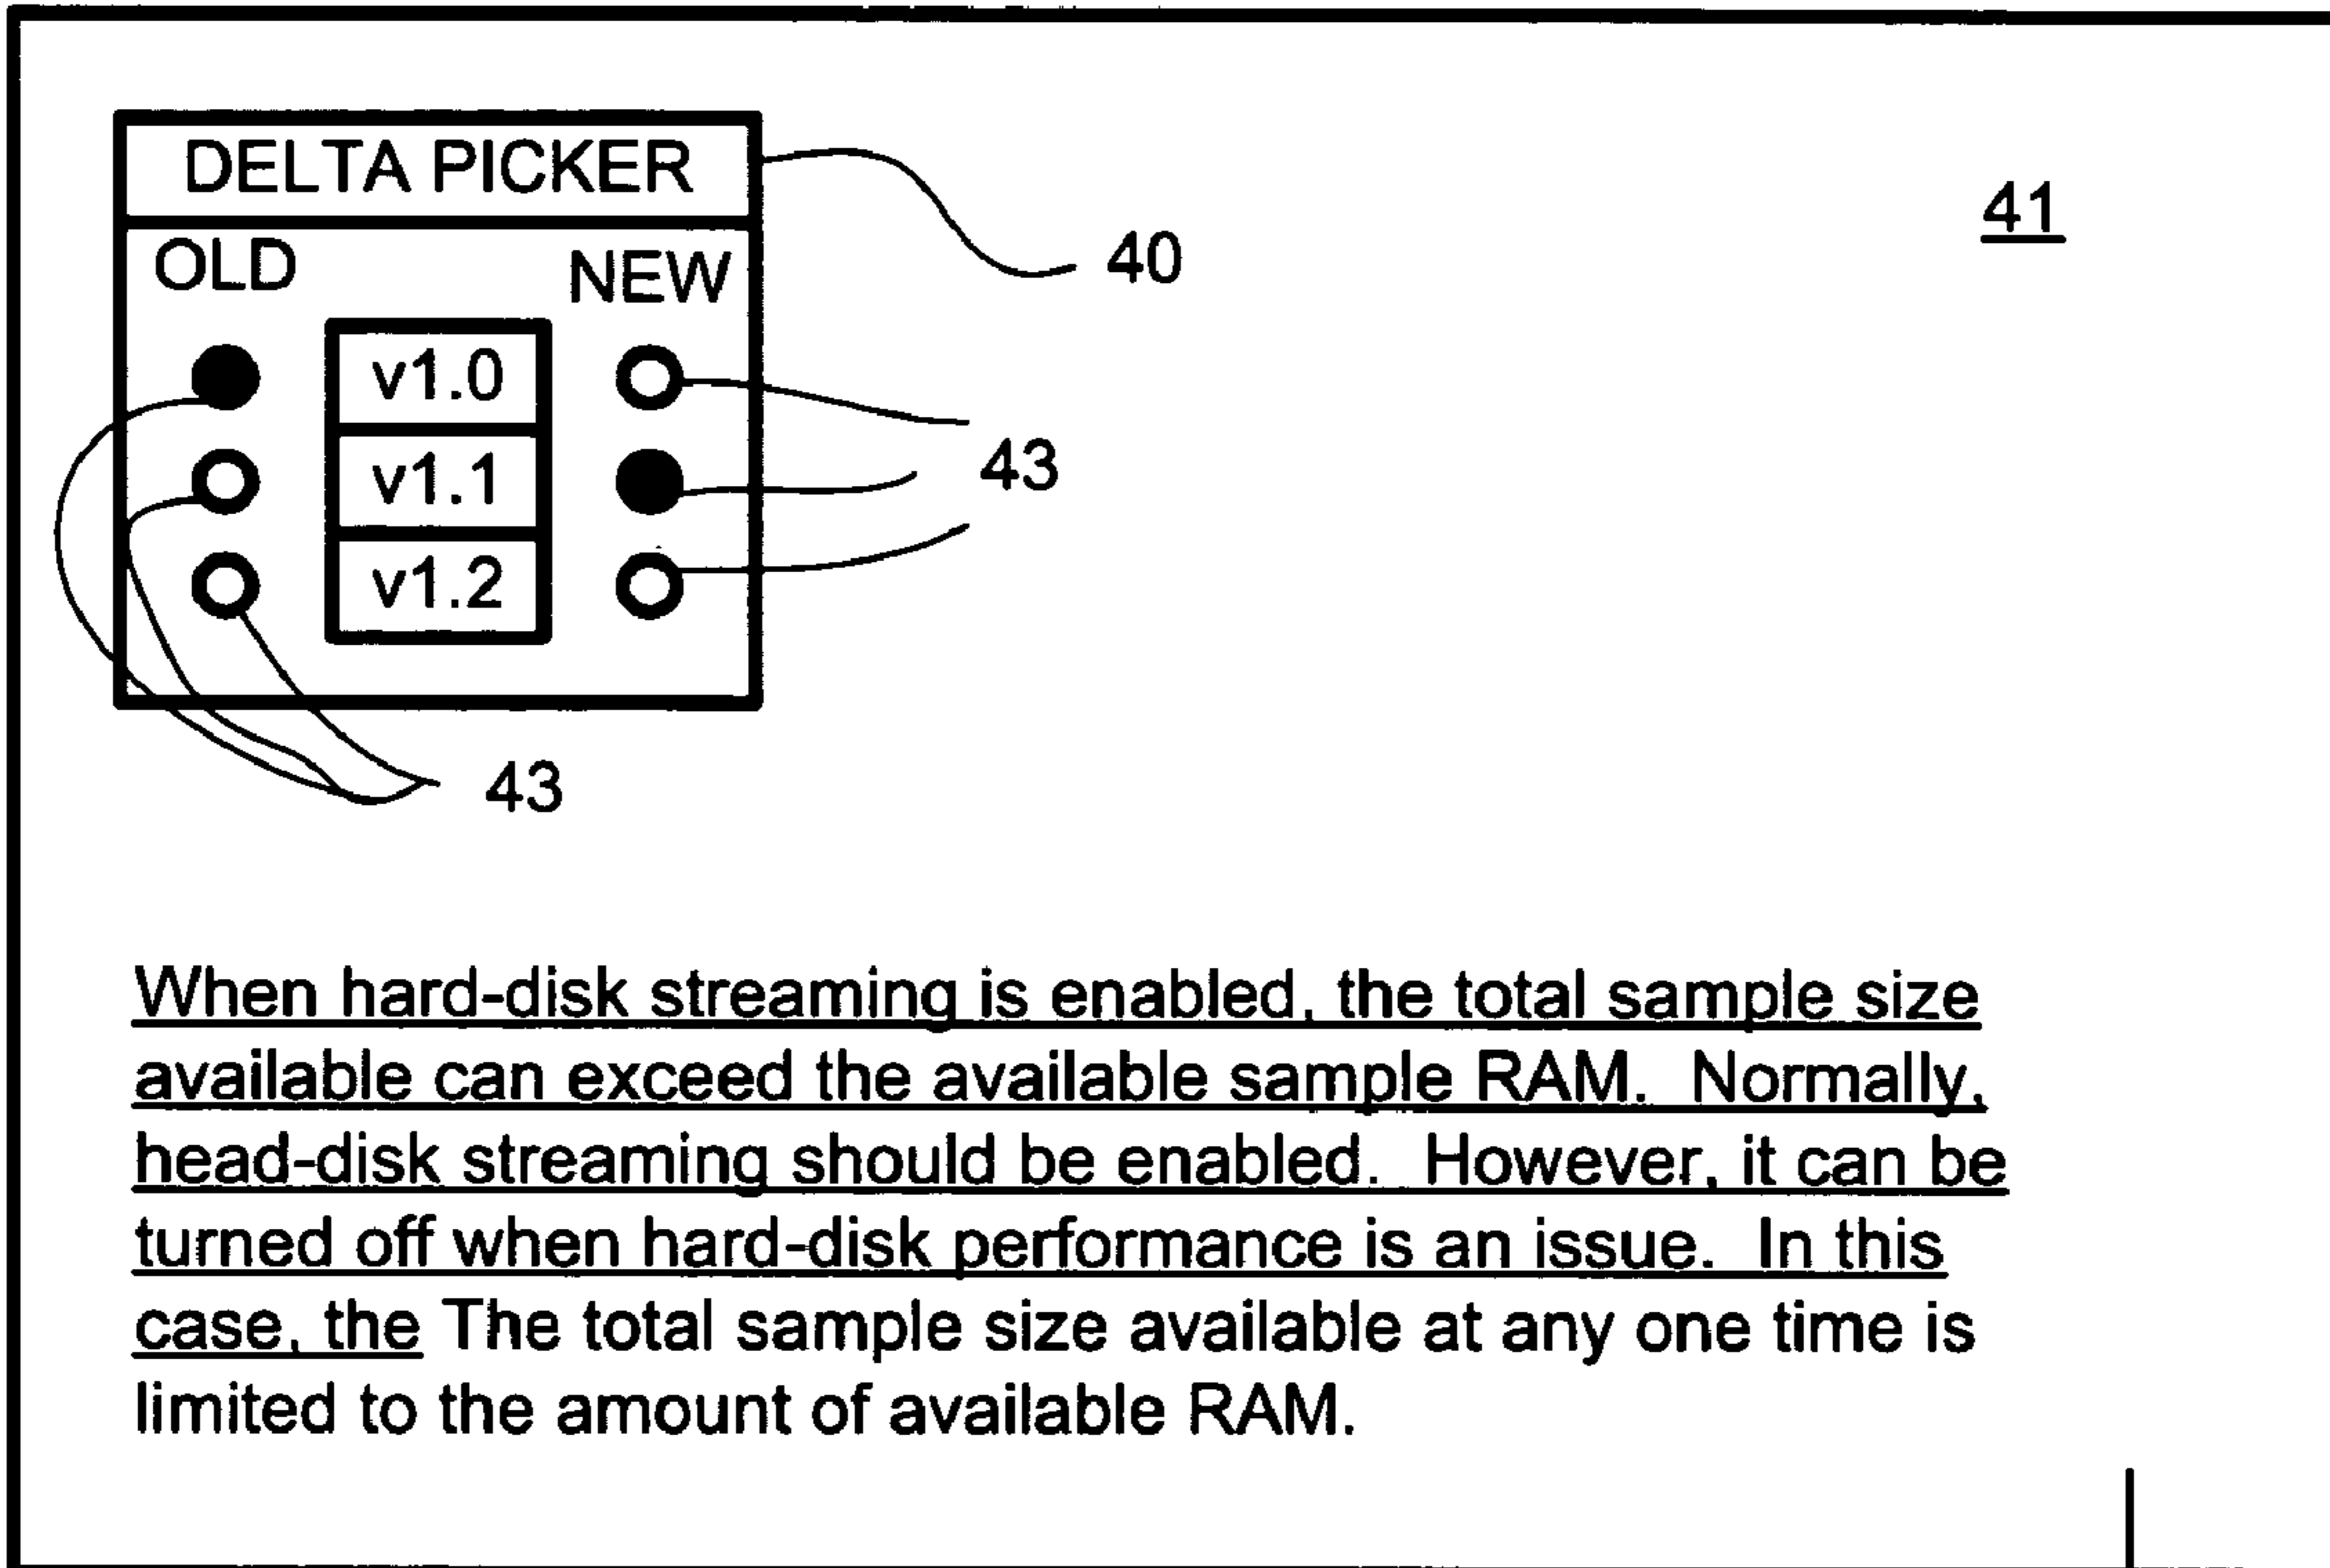 DELTA PICKER
41
40
OLD NEW
v1.0
43
v1.1
v1.2
43
When hard-disk streaming is enabled, the total sample size
available can exceed the available sample RAM. Normally,
head-disk streaming should be enabled. However, it can be
turned off when hard-disk performance is an issue. In this
case, the The total sample size available at any one time is
limited to the amount of available RAM.